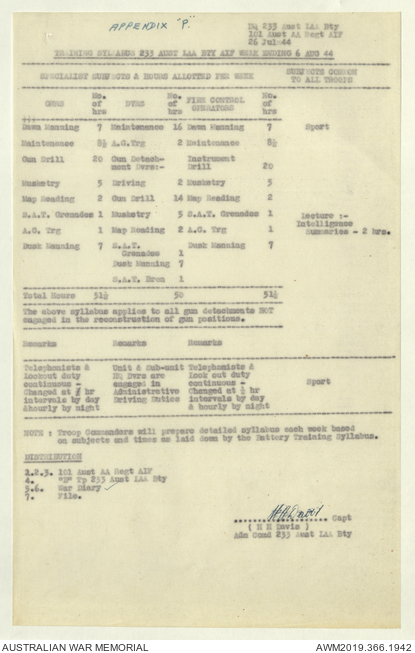 APPENDIX "P".
HQ 233 Aust LAA Bty
101 Aust AA Regt AIF
26 Jul 44
TRAINING SYLLABUS 233 AUST LAA BTY AIF WEEK ENDING 6 AUG 44
SPECIALIST SUBJECTS & HOURS ALLOTTED PER WEEK SUBJECTS COMMON TO ALL TROOPS
GUNS No. of hrs DVRS No. of hrs FIRE CONTROL OPERATORS No. of hrs
Dawn Manning 7 Maintenance 16 Dawn Manning 7 Sport
Maintenance 8½ A.G. Trg 2 Maintenance 8½
Gun Drill 20 Gun Detachment Dvrs:- Instrument Drill 20
Musketry 5 Driving 2 Musketry 5
Map Reading 2 Gun Drill 14 Map Reading 2
S.A.T. Grenades 1 Musketry 5 S.A.T. Grenades 1 Lecture :- Intelligence Summaries - 2 hrs.
A.G. Trg 1 Map Reading 2 A.G. Trg 1
Dusk Manning 7 S.A.T. Grenades 1 Dusk Manning 7
Dusk Manning 7
S.A.T. Bren 1
Total Hours 51½ 50 51½
The above syllabus applies to all gun detachments NOT
engaged in the reconstruction of gun positions.
Remarks Remarks Remarks
Telephonists & Unit & Sub-unit Telephonists &
Lookout duty HQ Dvrs are Look out duty
continuous - engaged in continuous - Sport
Changed at ½ hr Administrative Changed at ½ hr
intervals by day Driving Duties intervals by day
& hourly by night & hourly by night
NOTE : Troop Commanders will prepare detailed syllabus each week based
on subjects and times as laid down by the Battery Training Syllabus.
DISTRIBUTION
1.2.3. 101 Aust AA Regt AIF
4. "D" Tp 233 Aust LAA Bty
5.6. War Diary
7. File.
H H Davis
.................... Capt
( H H Davis )
Adm Comd 233 Aust LAA Bty
AUSTRALIAN WAR MEMORIAL AWM2019.366.1942